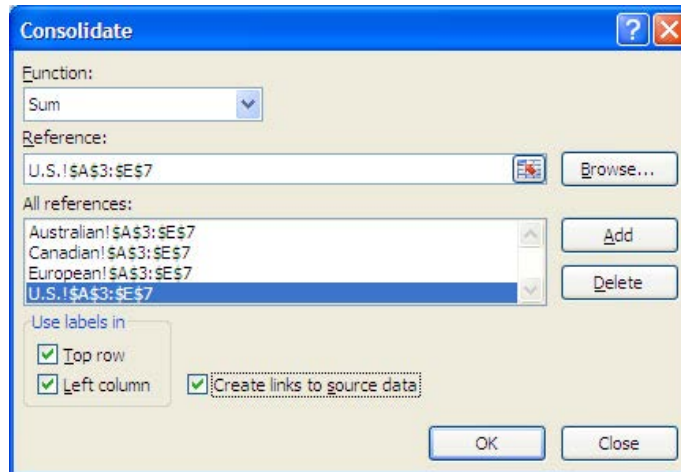 Consolidate
Function:
Sum
Reference:
U.S.!$A$3:$E$7
Browse...
All references:
Australian!$A$3:$E$7
Canadian!$A$3:$E$7
European!$A$3:$E$7
U.S.!$A$3:$E$7
Add
Delete
Use labels in
Top row
Left column
Create links to source data
OK
Close